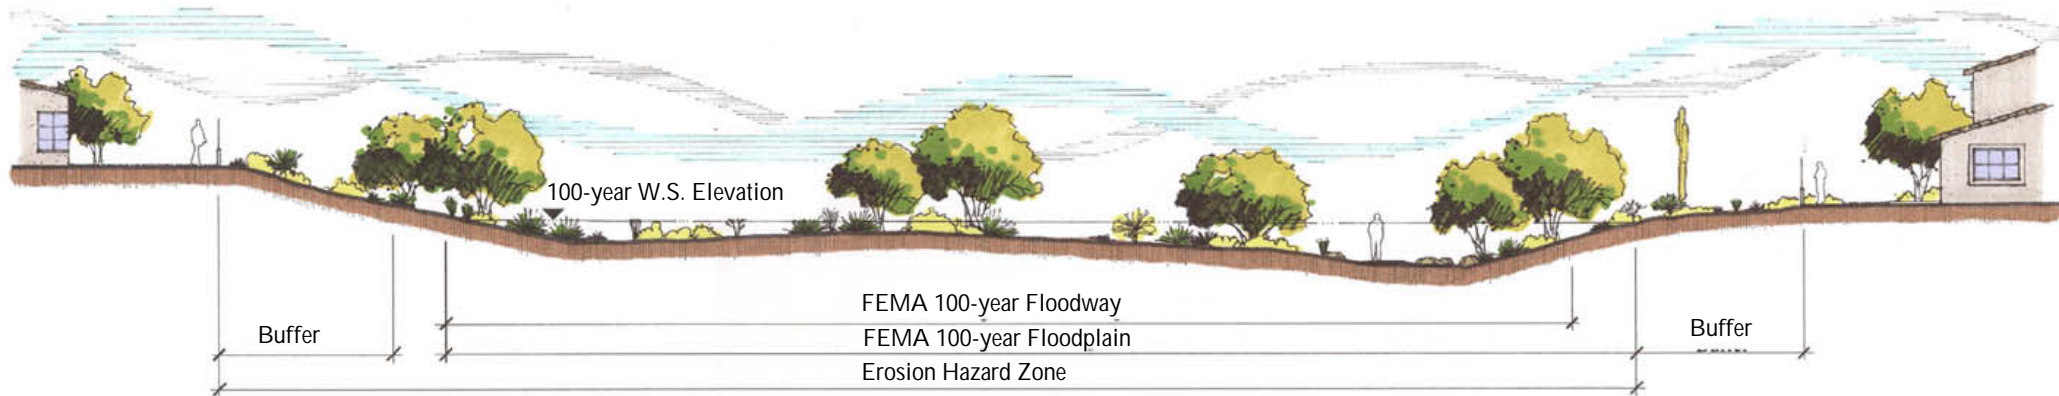 100-year W.S. Elevation
FEMA 100-year Floodway
Buffer
FEMA 100-year Floodplain
Buffer
Erosion Hazard Zone